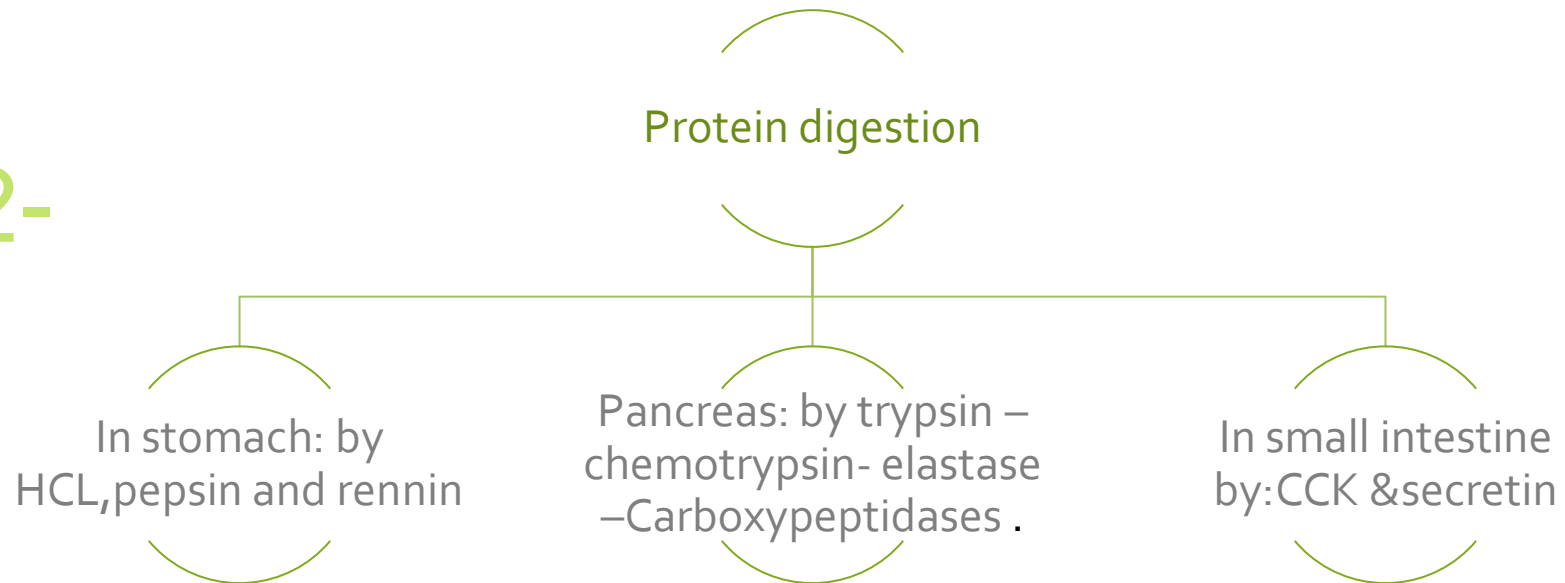 Protein digestion
2-
In stomach: by
HCL,pepsin and rennin
Pancreas: by trypsin –
chemotrypsin- elastase
–Carboxypeptidases .
In small intestine
by:CCK &secretin